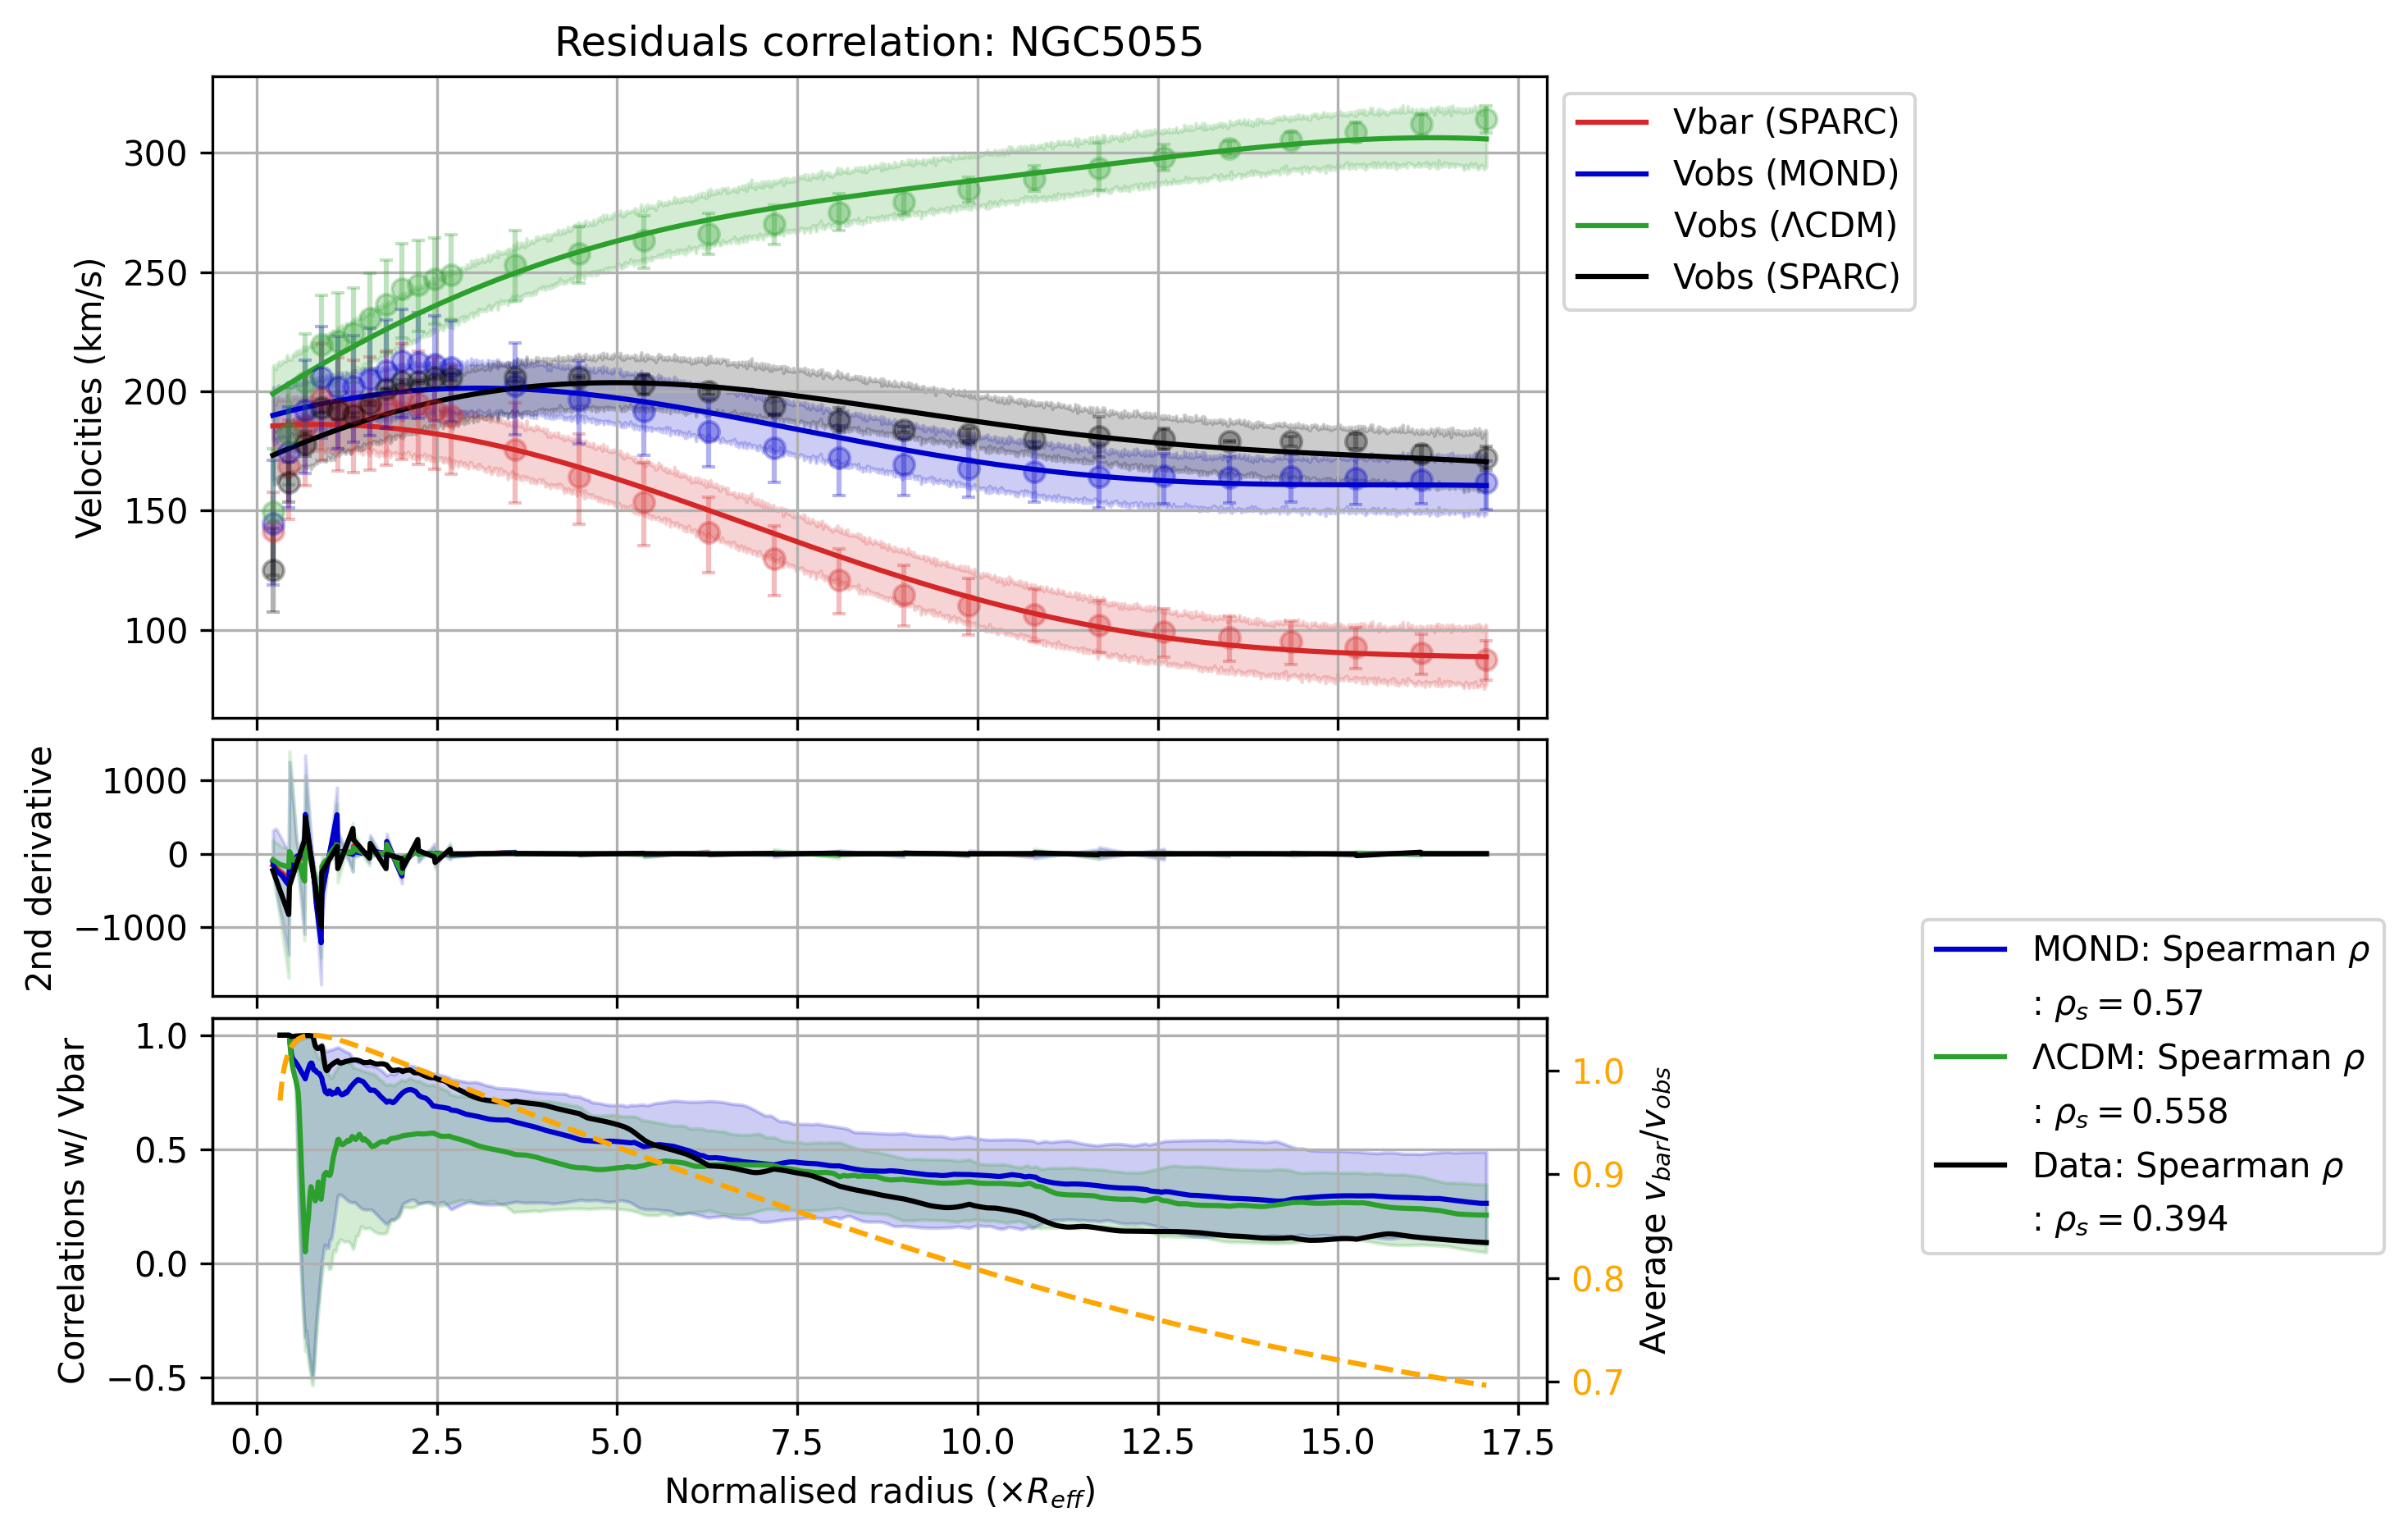 Residuals correlation: NGC5055
Velocities (km/s)
300
250
200
150
100
Vbar (SPARC)
Vobs (MOND)
Vobs (ΛCDM)
Vobs (SPARC)
2nd derivative
1000
0
−1000
Correlations w/ Vbar
1.0
0.5
0.0
−0.5
1.0
0.9
0.8
0.7
Average v_bar/v_obs
MOND: Spearman ρ
: ρ_s = 0.57
ΛCDM: Spearman ρ
: ρ_s = 0.558
Data: Spearman ρ
: ρ_s = 0.394
0.0 2.5 5.0 7.5 10.0 12.5 15.0 17.5
Normalised radius (×R_eff)